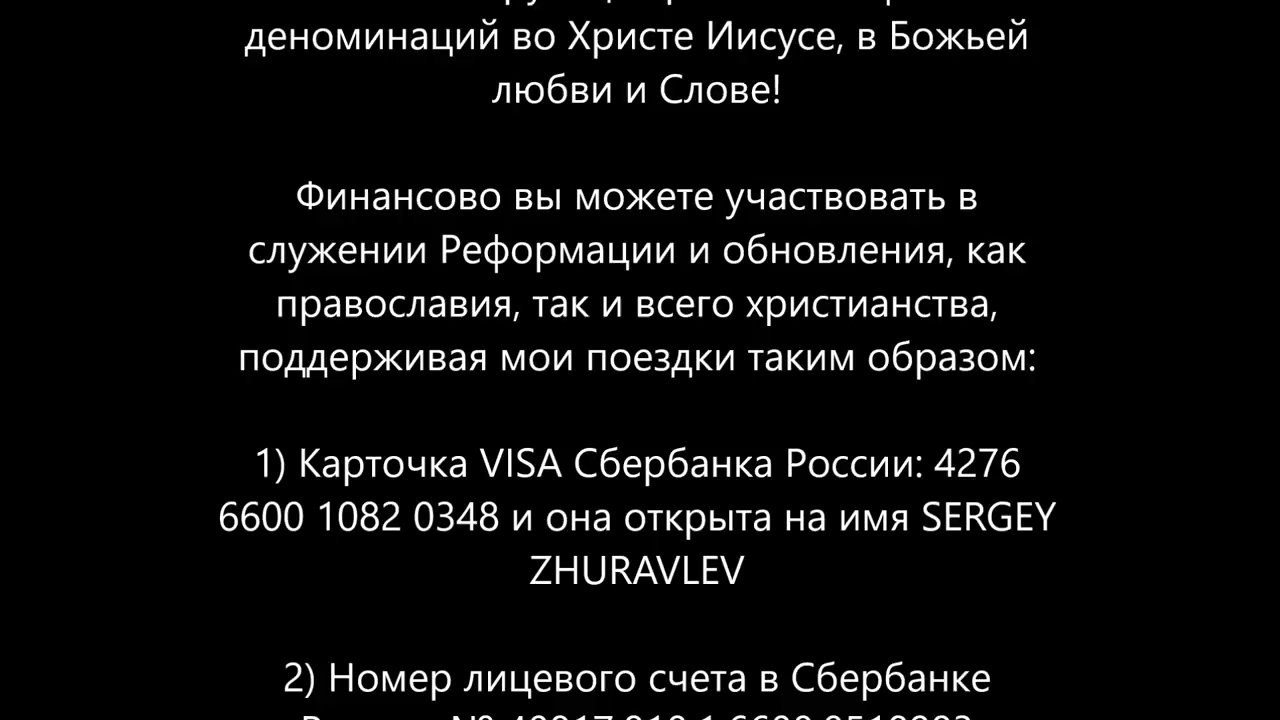 деноминаций во Христе Иисусе, в Божьей
любви и Слове!
Финансово вы можете участвовать в
служении Реформации и обновления, как
православия, так и всего христианства,
поддерживая мои поездки таким образом:
1) Карточка VISA Сбербанка России: 4276
6600 1082 0348 и она открыта на имя SERGEY
ZHURAVLEV
2) Номер лицевого счета в Сбербанке